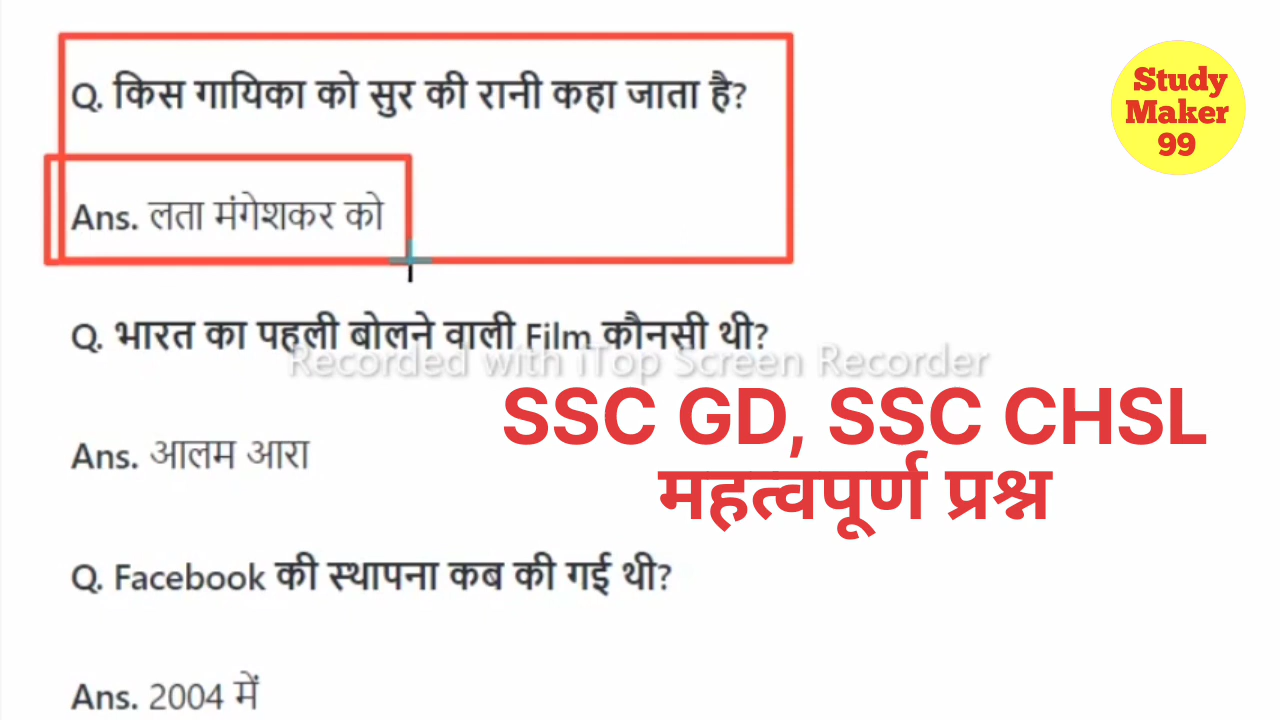 Q. किस गायिका को सुर की रानी कहा जाता है?
Study
Maker
99
Ans. लता मंगेशकर को
Q. भारत का पहली बोलने वाली Film कौनसी थी?
Recorded with iTop Screen Recorder
SSC GD, SSC CHSL
महत्वपूर्ण प्रश्न
Ans. आलम आरा
Q. Facebook की स्थापना कब की गई थी?
Ans. 2004 में